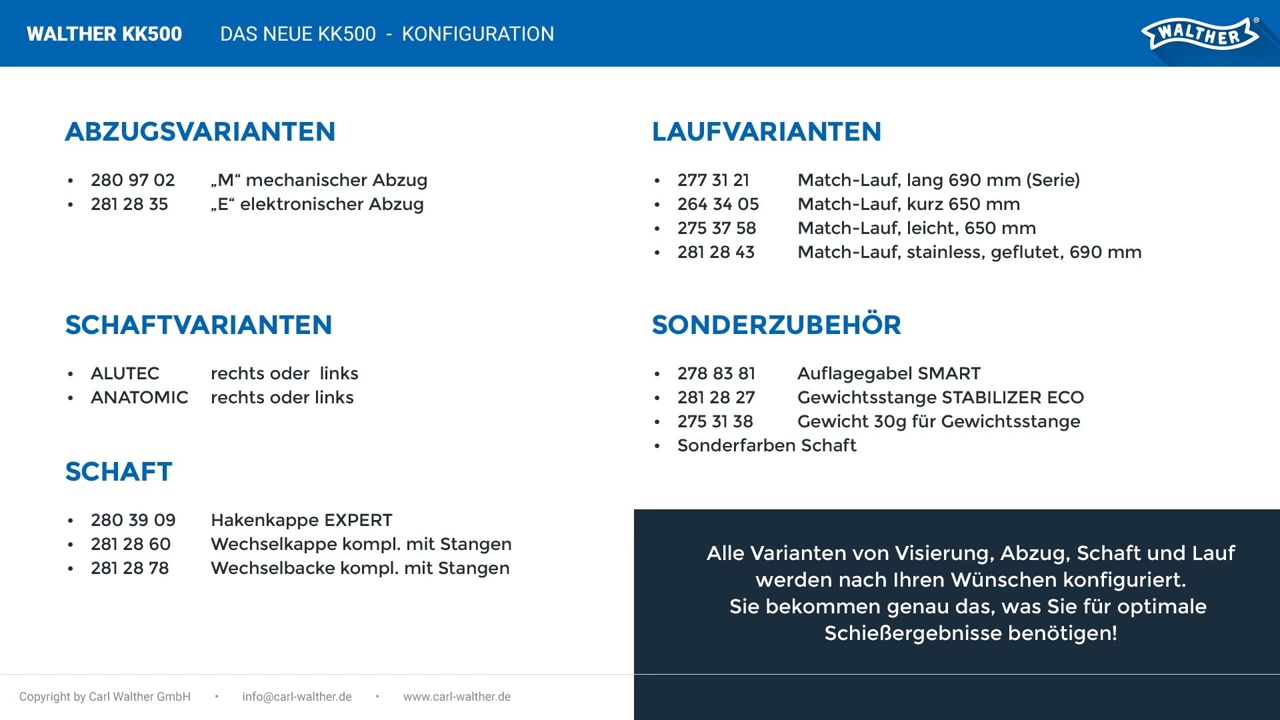 WALTHER KK500 DAS NEUE KK500 - KONFIGURATION
WALTHER®
ABZUGSVARIANTEN
• 280 97 02 „M“ mechanischer Abzug
• 281 28 35 „E“ elektronischer Abzug
SCHAFTVARIANTEN
• ALUTEC rechts oder links
• ANATOMIC rechts oder links
SCHAFT
• 280 39 09 Hakenkappe EXPERT
• 281 28 60 Wechselkappe kompl. mit Stangen
• 281 28 78 Wechselbacke kompl. mit Stangen
LAUFVARIANTEN
• 277 31 21 Match-Lauf, lang 690 mm (Serie)
• 264 34 05 Match-Lauf, kurz 650 mm
• 275 37 58 Match-Lauf, leicht, 650 mm
• 281 28 43 Match-Lauf, stainless, geflutet, 690 mm
SONDERZUBEHÖR
• 278 83 81 Auflagegabel SMART
• 281 28 27 Gewichtsstange STABILIZER ECO
• 275 31 38 Gewicht 30g für Gewichtsstange
• Sonderfarben Schaft
Alle Varianten von Visierung, Abzug, Schaft und Lauf
werden nach Ihren Wünschen konfiguriert.
Sie bekommen genau das, was Sie für optimale
Schießergebnisse benötigen!
Copyright by Carl Walther GmbH • info@carl-walther.de • www.carl-walther.de